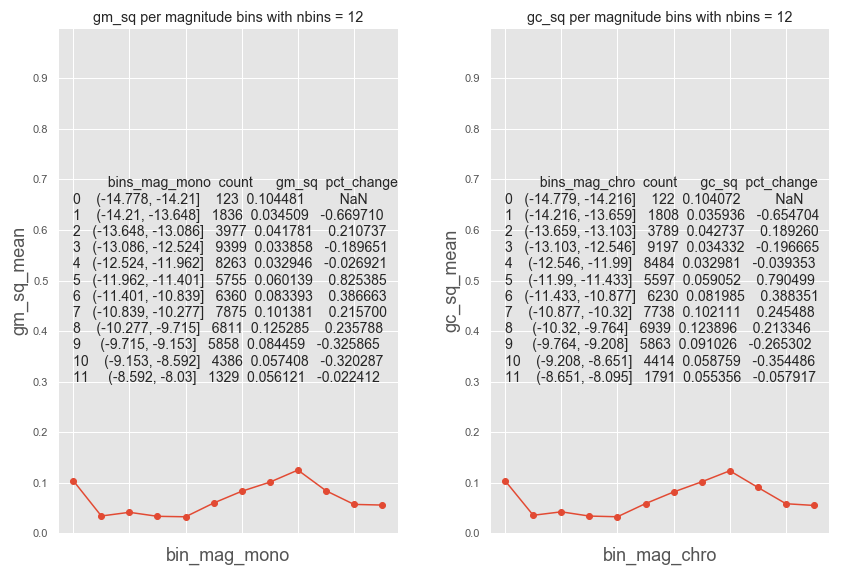 gm_sq per magnitude bins with nbins = 12
0.9
0.8
0.7
0.6
0.5
0.4
0.3
0.2
0.1
0.0
gm_sq_mean
bins_mag_mono count gm_sq pct_change
0 (-14.778, -14.21] 123 0.104481 NaN
1 (-14.21, -13.648] 1836 0.034509 -0.669710
2 (-13.648, -13.086] 3977 0.041781 0.210737
3 (-13.086, -12.524] 9399 0.033858 -0.189651
4 (-12.524, -11.962] 8263 0.032946 -0.026921
5 (-11.962, -11.401] 5755 0.060139 0.825385
6 (-11.401, -10.839] 6360 0.083393 0.386663
7 (-10.839, -10.277] 7875 0.101381 0.215700
8 (-10.277, -9.715] 6811 0.125285 0.235788
9 (-9.715, -9.153] 5858 0.084459 -0.325865
10 (-9.153, -8.592] 4386 0.057408 -0.320287
11 (-8.592, -8.03] 1329 0.056121 -0.022412
bin_mag_mono
gc_sq per magnitude bins with nbins = 12
0.9
0.8
0.7
0.6
0.5
0.4
0.3
0.2
0.1
0.0
gc_sq_mean
bins_mag_chro count gc_sq pct_change
0 (-14.779, -14.216] 122 0.104072 NaN
1 (-14.216, -13.659] 1808 0.035936 -0.654704
2 (-13.659, -13.103] 3789 0.042737 0.189260
3 (-13.103, -12.546] 9197 0.034332 -0.196665
4 (-12.546, -11.99] 8484 0.032981 -0.039353
5 (-11.99, -11.433] 5597 0.059052 0.790499
6 (-11.433, -10.877] 6230 0.081985 0.388351
7 (-10.877, -10.32] 7738 0.102111 0.245488
8 (-10.32, -9.764] 6939 0.123896 0.213346
9 (-9.764, -9.208] 5863 0.091026 -0.265302
10 (-9.208, -8.651] 4414 0.058759 -0.354486
11 (-8.651, -8.095] 1791 0.055356 -0.057917
bin_mag_chro